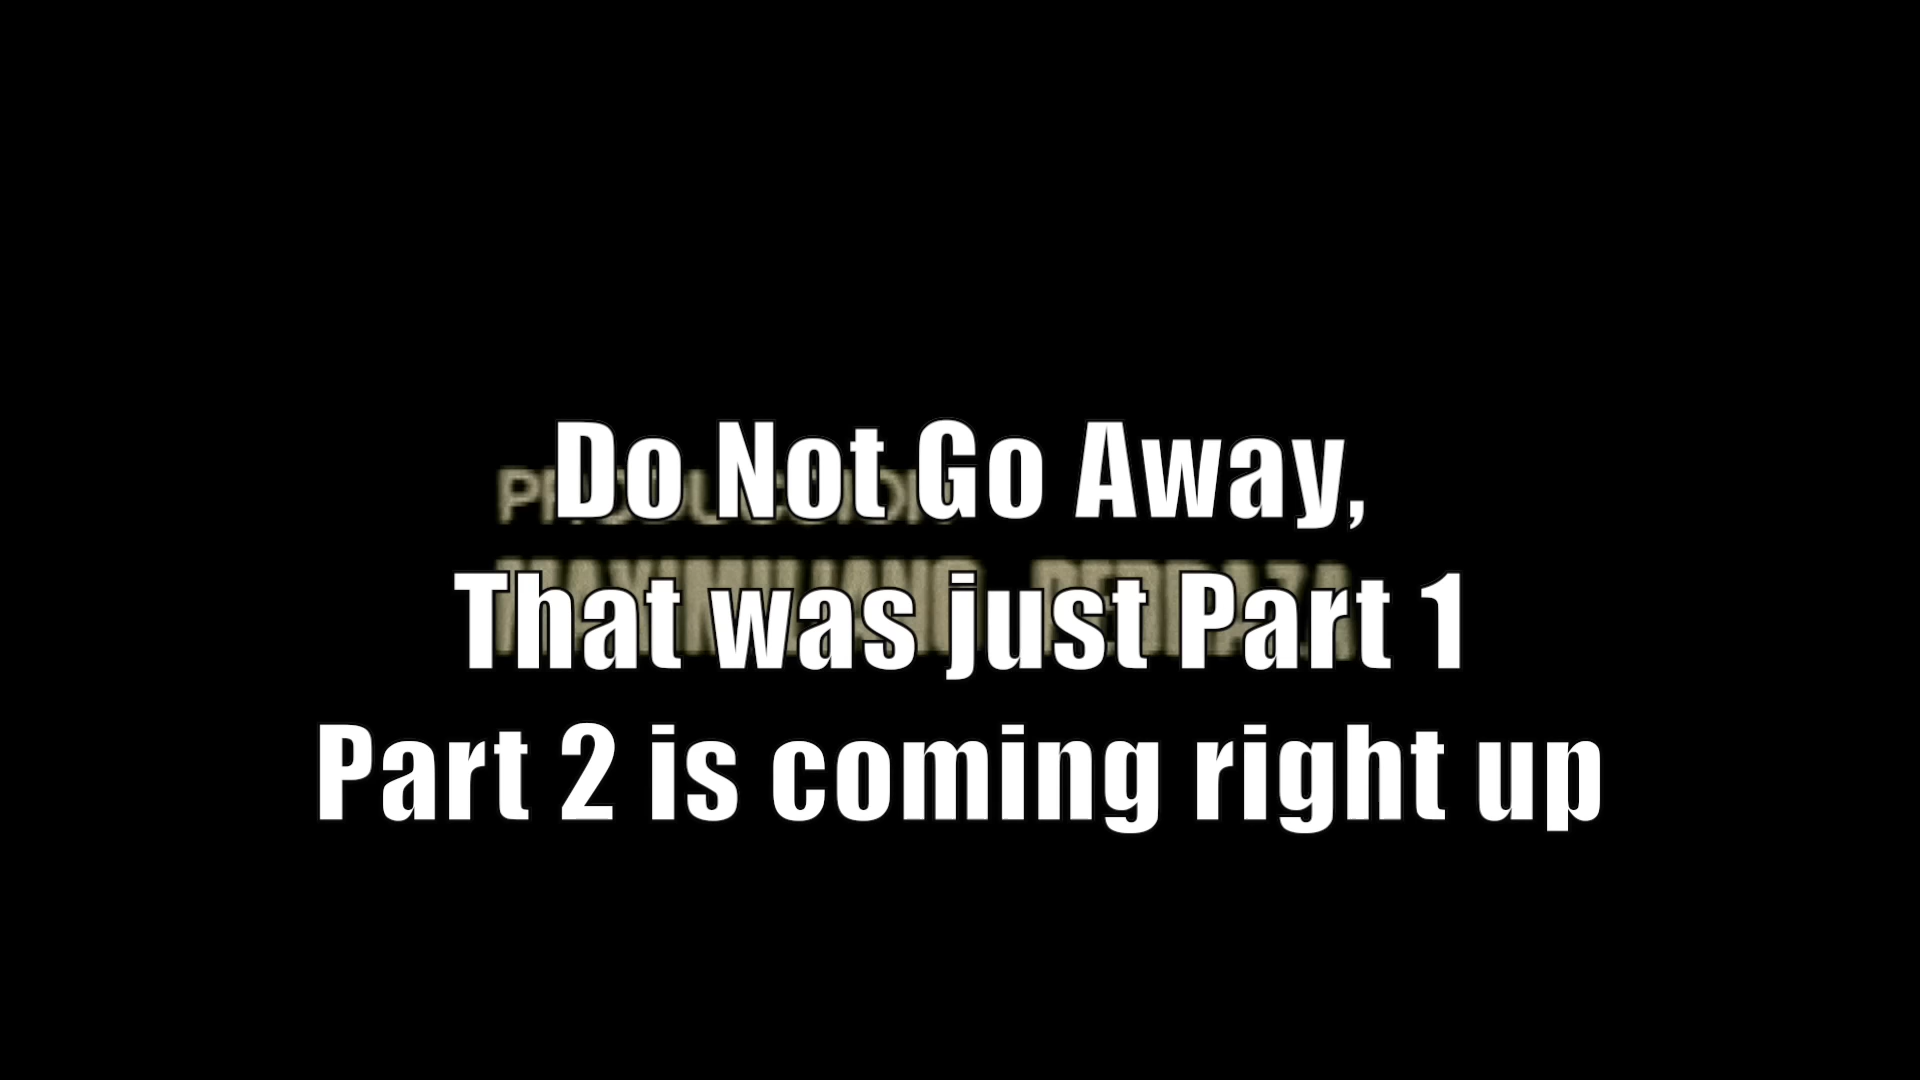 Do Not Go Away,
That was just Part 1
Part 2 is coming right up